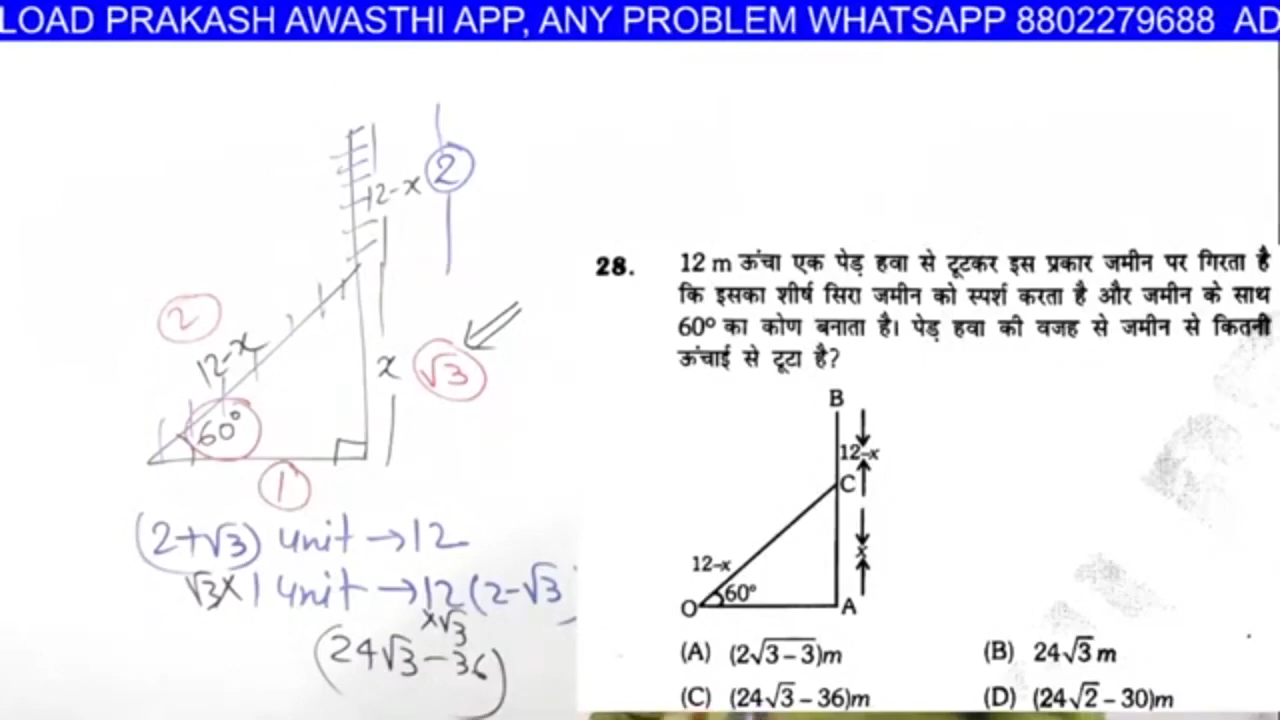 LOAD PRAKASH AWASTHI APP, ANY PROBLEM WHATSAPP 8802279688 AD
12-x
2
2
12-x
x
√3
60°
1
(2+√3) unit →12
√3× 1 unit →12(2-√3
×√3
(24√3-36)
28. 12 m ऊंचा एक पेड़ हवा से टूटकर इस प्रकार जमीन पर गिरता है
कि इसका शीर्ष सिरा जमीन को स्पर्श करता है और जमीन के साथ
60° का कोण बनाता है। पेड़ हवा की वजह से जमीन से कितनी
ऊंचाई से टूटा है?
B
12-x
C
x
12-x
60°
O
A
(A) (2√3-3)m (B) 24√3 m
(C) (24√3 - 36)m (D) (24√2 - 30)m